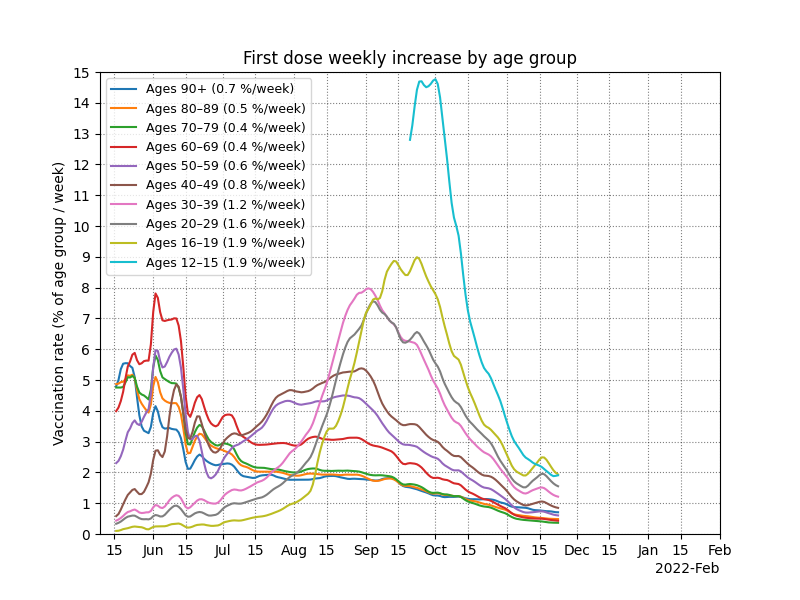 First dose weekly increase by age group
Vaccination rate (% of age group / week)
15
14
13
12
11
10
9
8
7
6
5
4
3
2
1
0
Ages 90+ (0.7 %/week)
Ages 80–89 (0.5 %/week)
Ages 70–79 (0.4 %/week)
Ages 60–69 (0.4 %/week)
Ages 50–59 (0.6 %/week)
Ages 40–49 (0.8 %/week)
Ages 30–39 (1.2 %/week)
Ages 20–29 (1.6 %/week)
Ages 16–19 (1.9 %/week)
Ages 12–15 (1.9 %/week)
15 Jun 15 Jul 15 Aug 15 Sep 15 Oct 15 Nov 15 Dec 15 Jan 15 Feb
2022-Feb